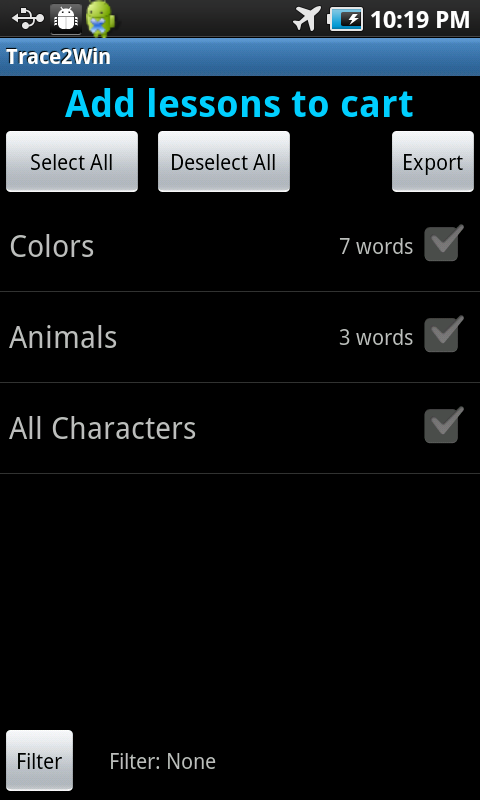 10:19 PM
Trace2Win
Add lessons to cart
Select All Deselect All Export
Colors 7 words
Animals 3 words
All Characters
Filter Filter: None